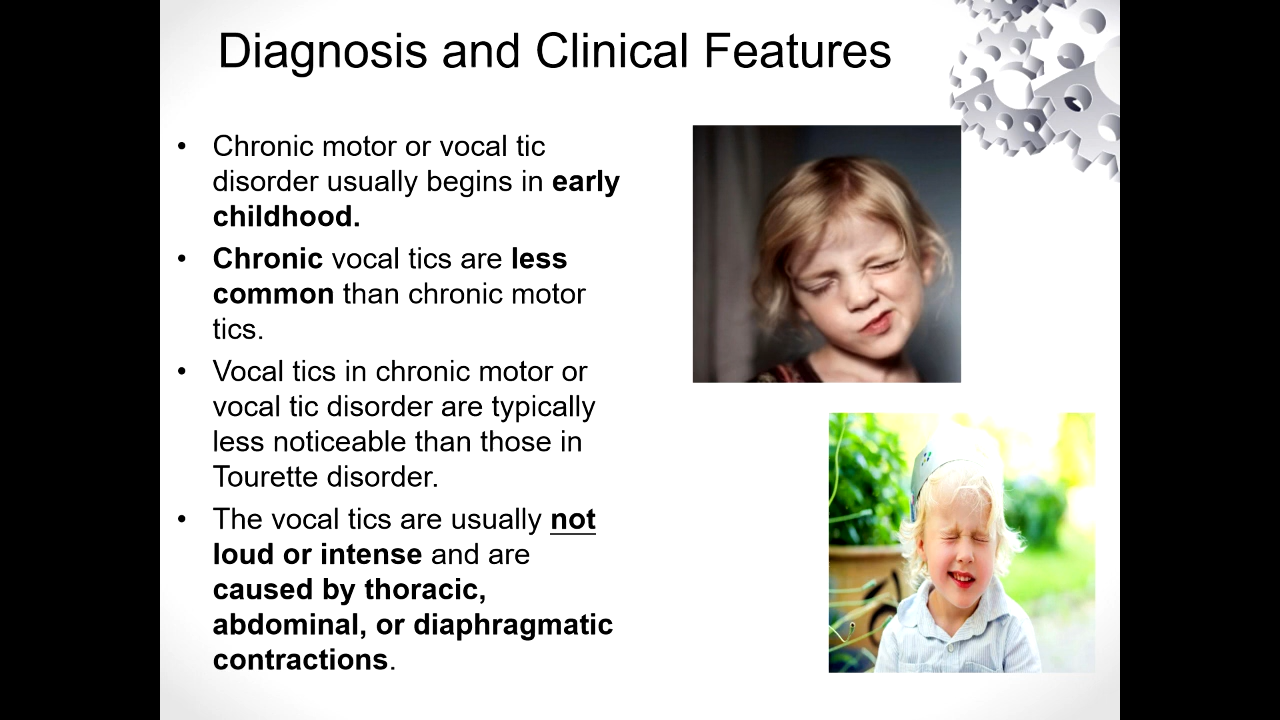 Diagnosis and Clinical Features
• Chronic motor or vocal tic
disorder usually begins in early
childhood.
• Chronic vocal tics are less
common than chronic motor
tics.
• Vocal tics in chronic motor or
vocal tic disorder are typically
less noticeable than those in
Tourette disorder.
• The vocal tics are usually not
loud or intense and are
caused by thoracic,
abdominal, or diaphragmatic
contractions.